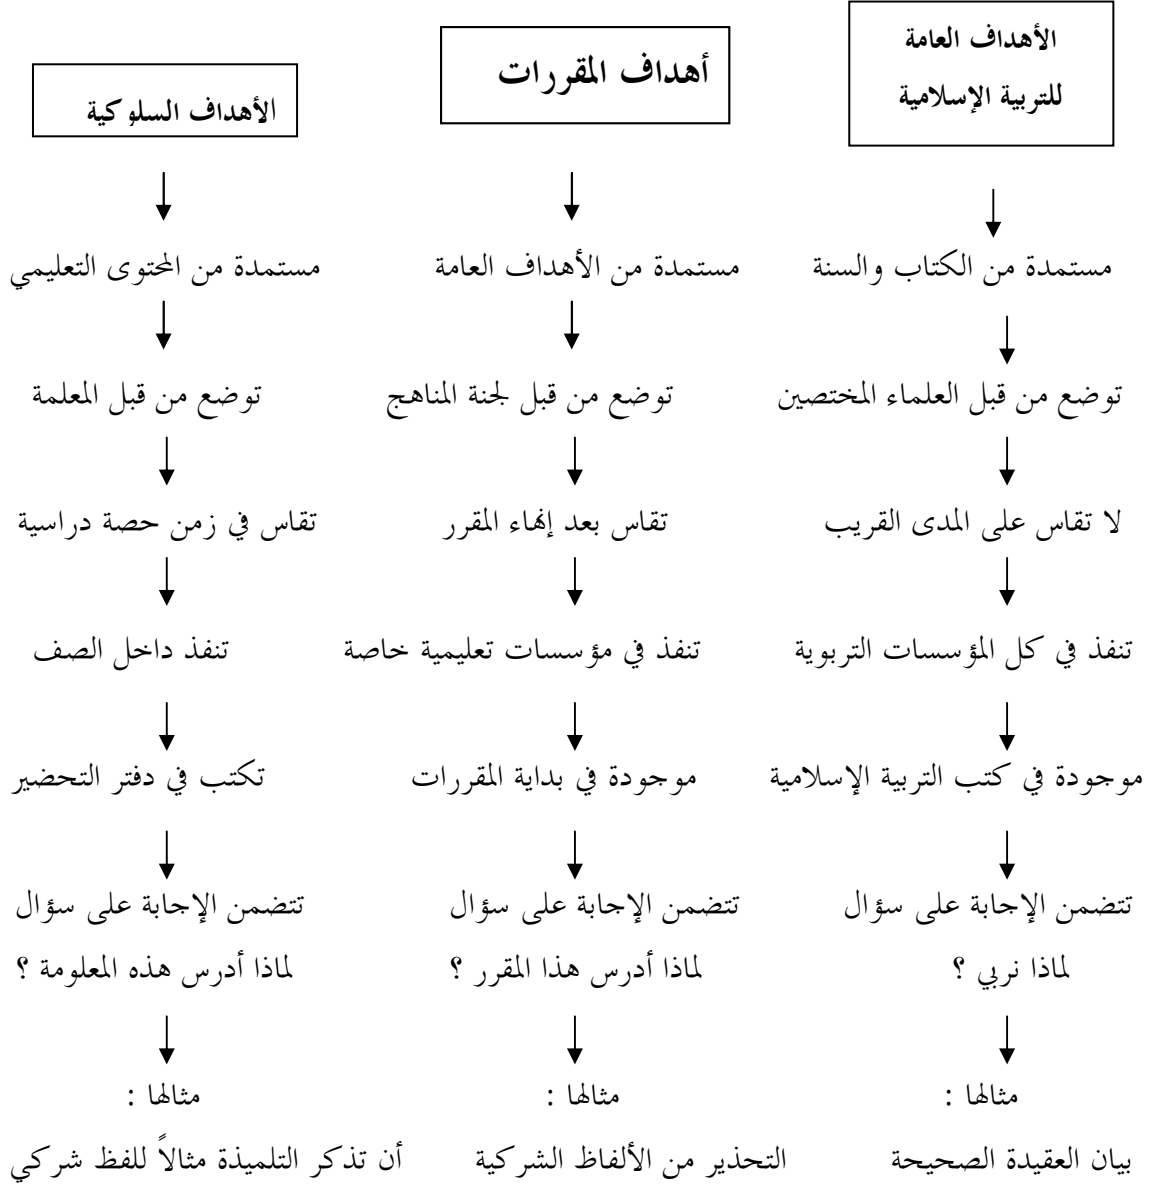 الأهداف العامة
للتربية الإسلامية
أهداف المقررات
الأهداف السلوكية
مستمدة من الكتاب والسنة
مستمدة من الأهداف العامة
مستمدة من المحتوى التعليمي
توضع من قبل العلماء المختصين
توضع من قبل لجنة المناهج
توضع من قبل المعلمة
لا تقاس على المدى القريب
تقاس بعد إنهاء المقرر
تقاس في زمن حصة دراسية
تنفذ في كل المؤسسات التربوية
تنفذ في مؤسسات تعليمية خاصة
تنفذ داخل الصف
موجودة في كتب التربية الإسلامية
موجودة في بداية المقررات
تكتب في دفتر التحضير
تتضمن الإجابة على سؤال
تتضمن الإجابة على سؤال
تتضمن الإجابة على سؤال
لماذا نربي ؟
لماذا أدرس هذا المقرر ؟
لماذا أدرس هذه المعلومة ؟
مثالها :
مثالها :
مثالها :
بيان العقيدة الصحيحة
التحذير من الألفاظ الشركية
أن تذكر التلميذة مثالاً للفظ شركي